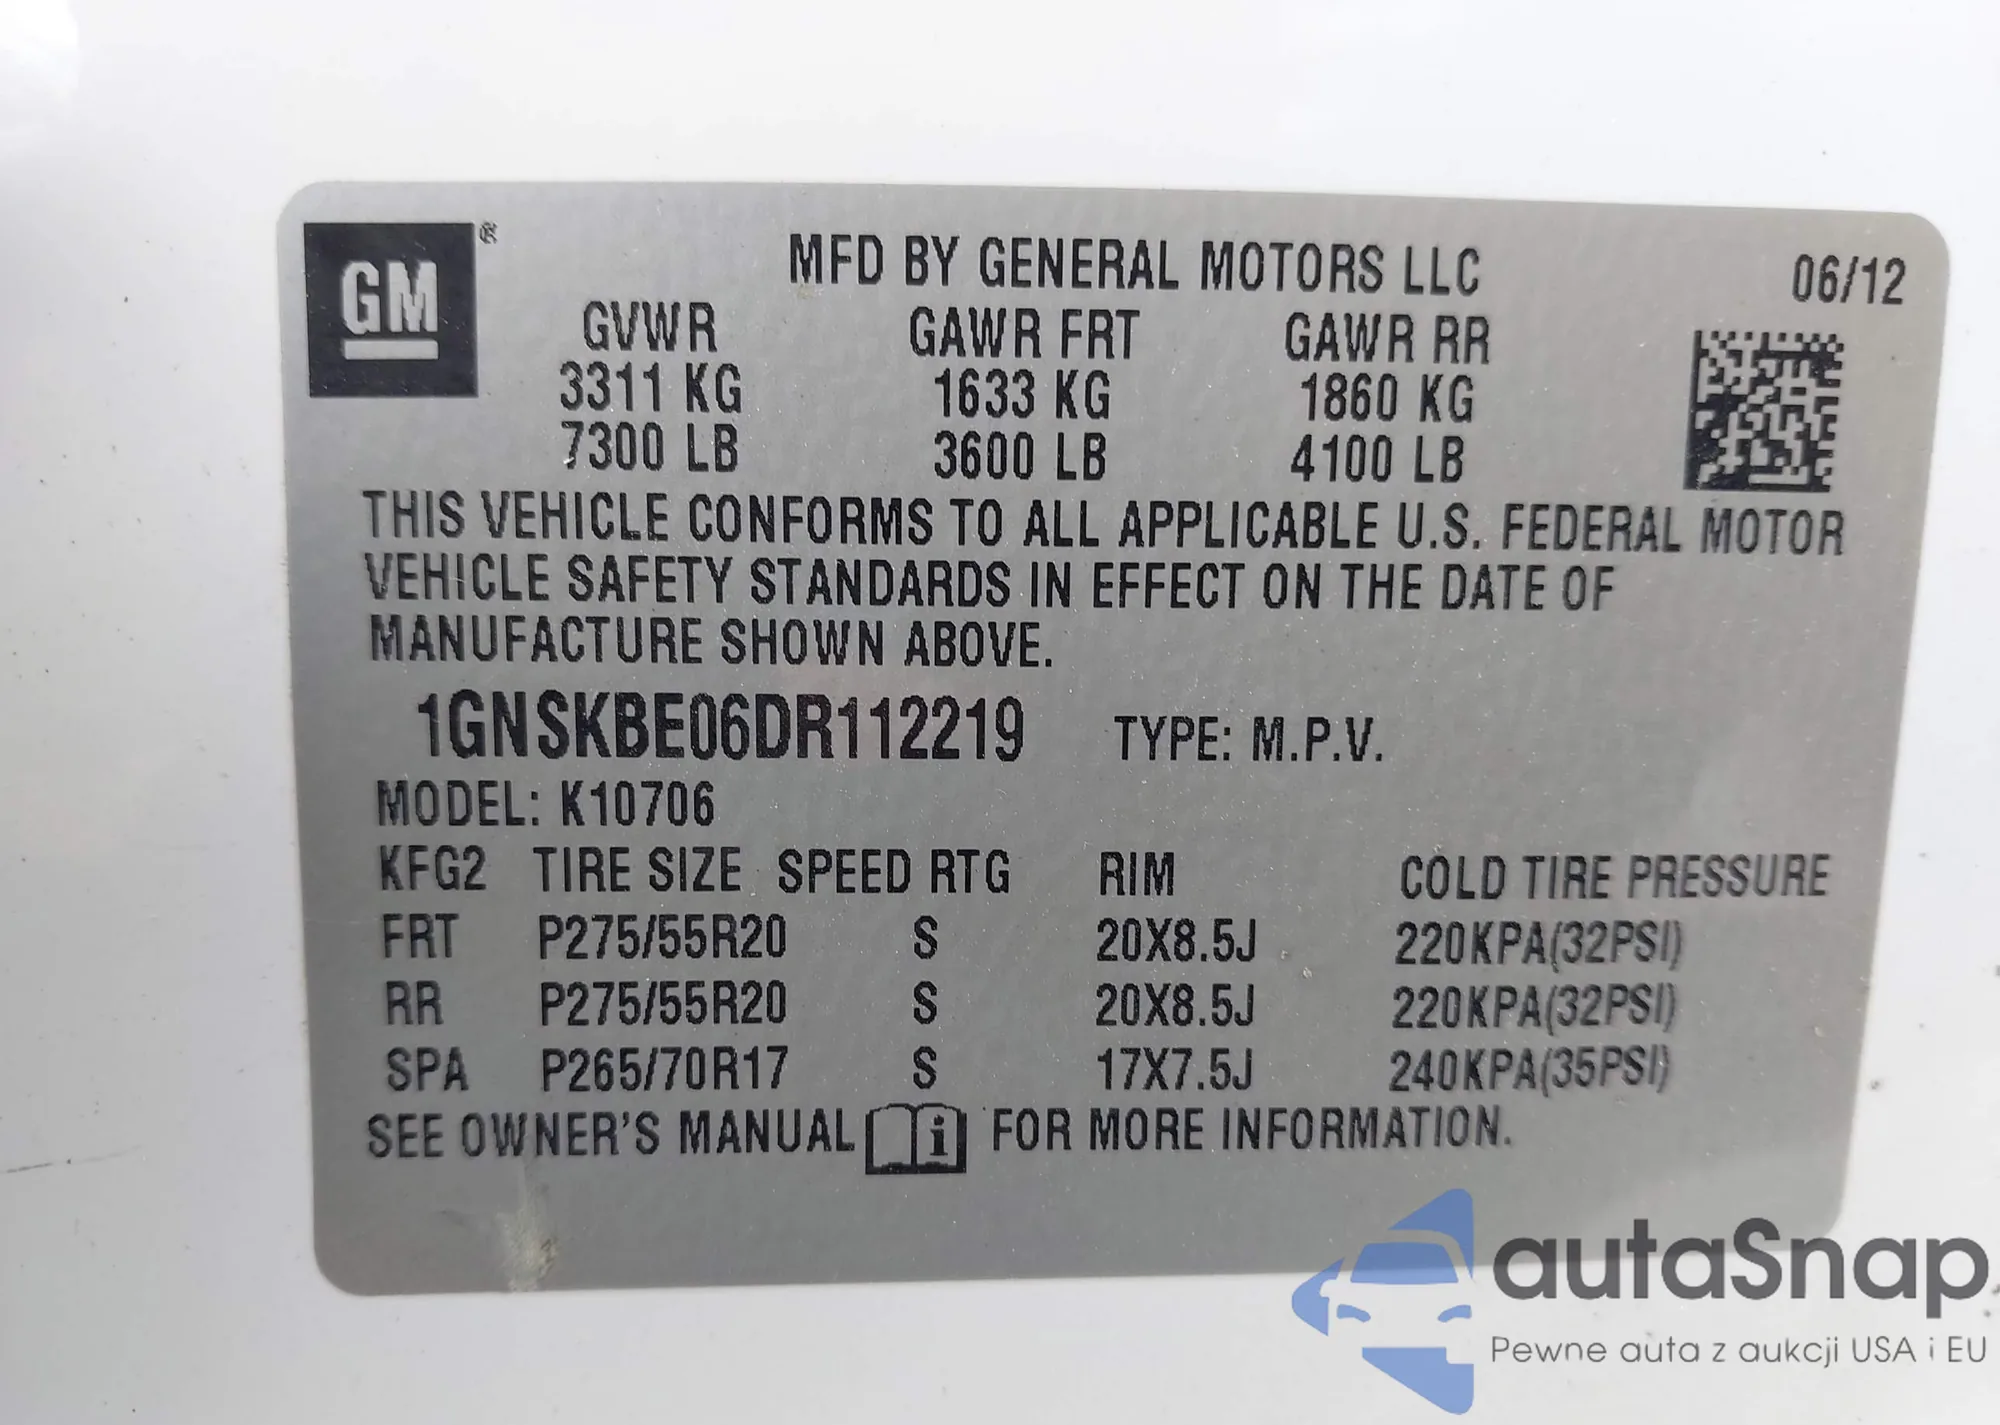 GM ®
MFD BY GENERAL MOTORS LLC 06/12
GVWR GAWR FRT GAWR RR
3311 KG 1633 KG 1860 KG
7300 LB 3600 LB 4100 LB
THIS VEHICLE CONFORMS TO ALL APPLICABLE U.S. FEDERAL MOTOR
VEHICLE SAFETY STANDARDS IN EFFECT ON THE DATE OF
MANUFACTURE SHOWN ABOVE.
1GNSKBE06DR112219 TYPE: M.P.V.
MODEL: K10706
KFG2 TIRE SIZE SPEED RTG RIM COLD TIRE PRESSURE
FRT P275/55R20 S 20X8.5J 220KPA(32PSI)
RR P275/55R20 S 20X8.5J 220KPA(32PSI)
SPA P265/70R17 S 17X7.5J 240KPA(35PSI)
SEE OWNER'S MANUAL i FOR MORE INFORMATION.
autaSnap
Pewne auta z aukcji USA i EU